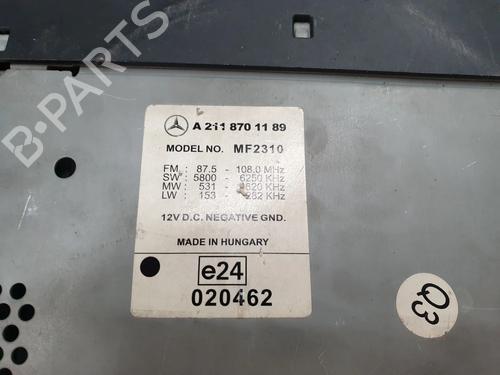 A 211 870 11 89
MODEL NO. MF2310
FM : 87.5 - 108.0 MHz
SW : 5800 - 6250 KHz
MW : 531 - 1620 KHz
LW : 153 - 282 KHz
12V D.C. NEGATIVE GND.
MADE IN HUNGARY
e24
020462
Q3
B-PARTS